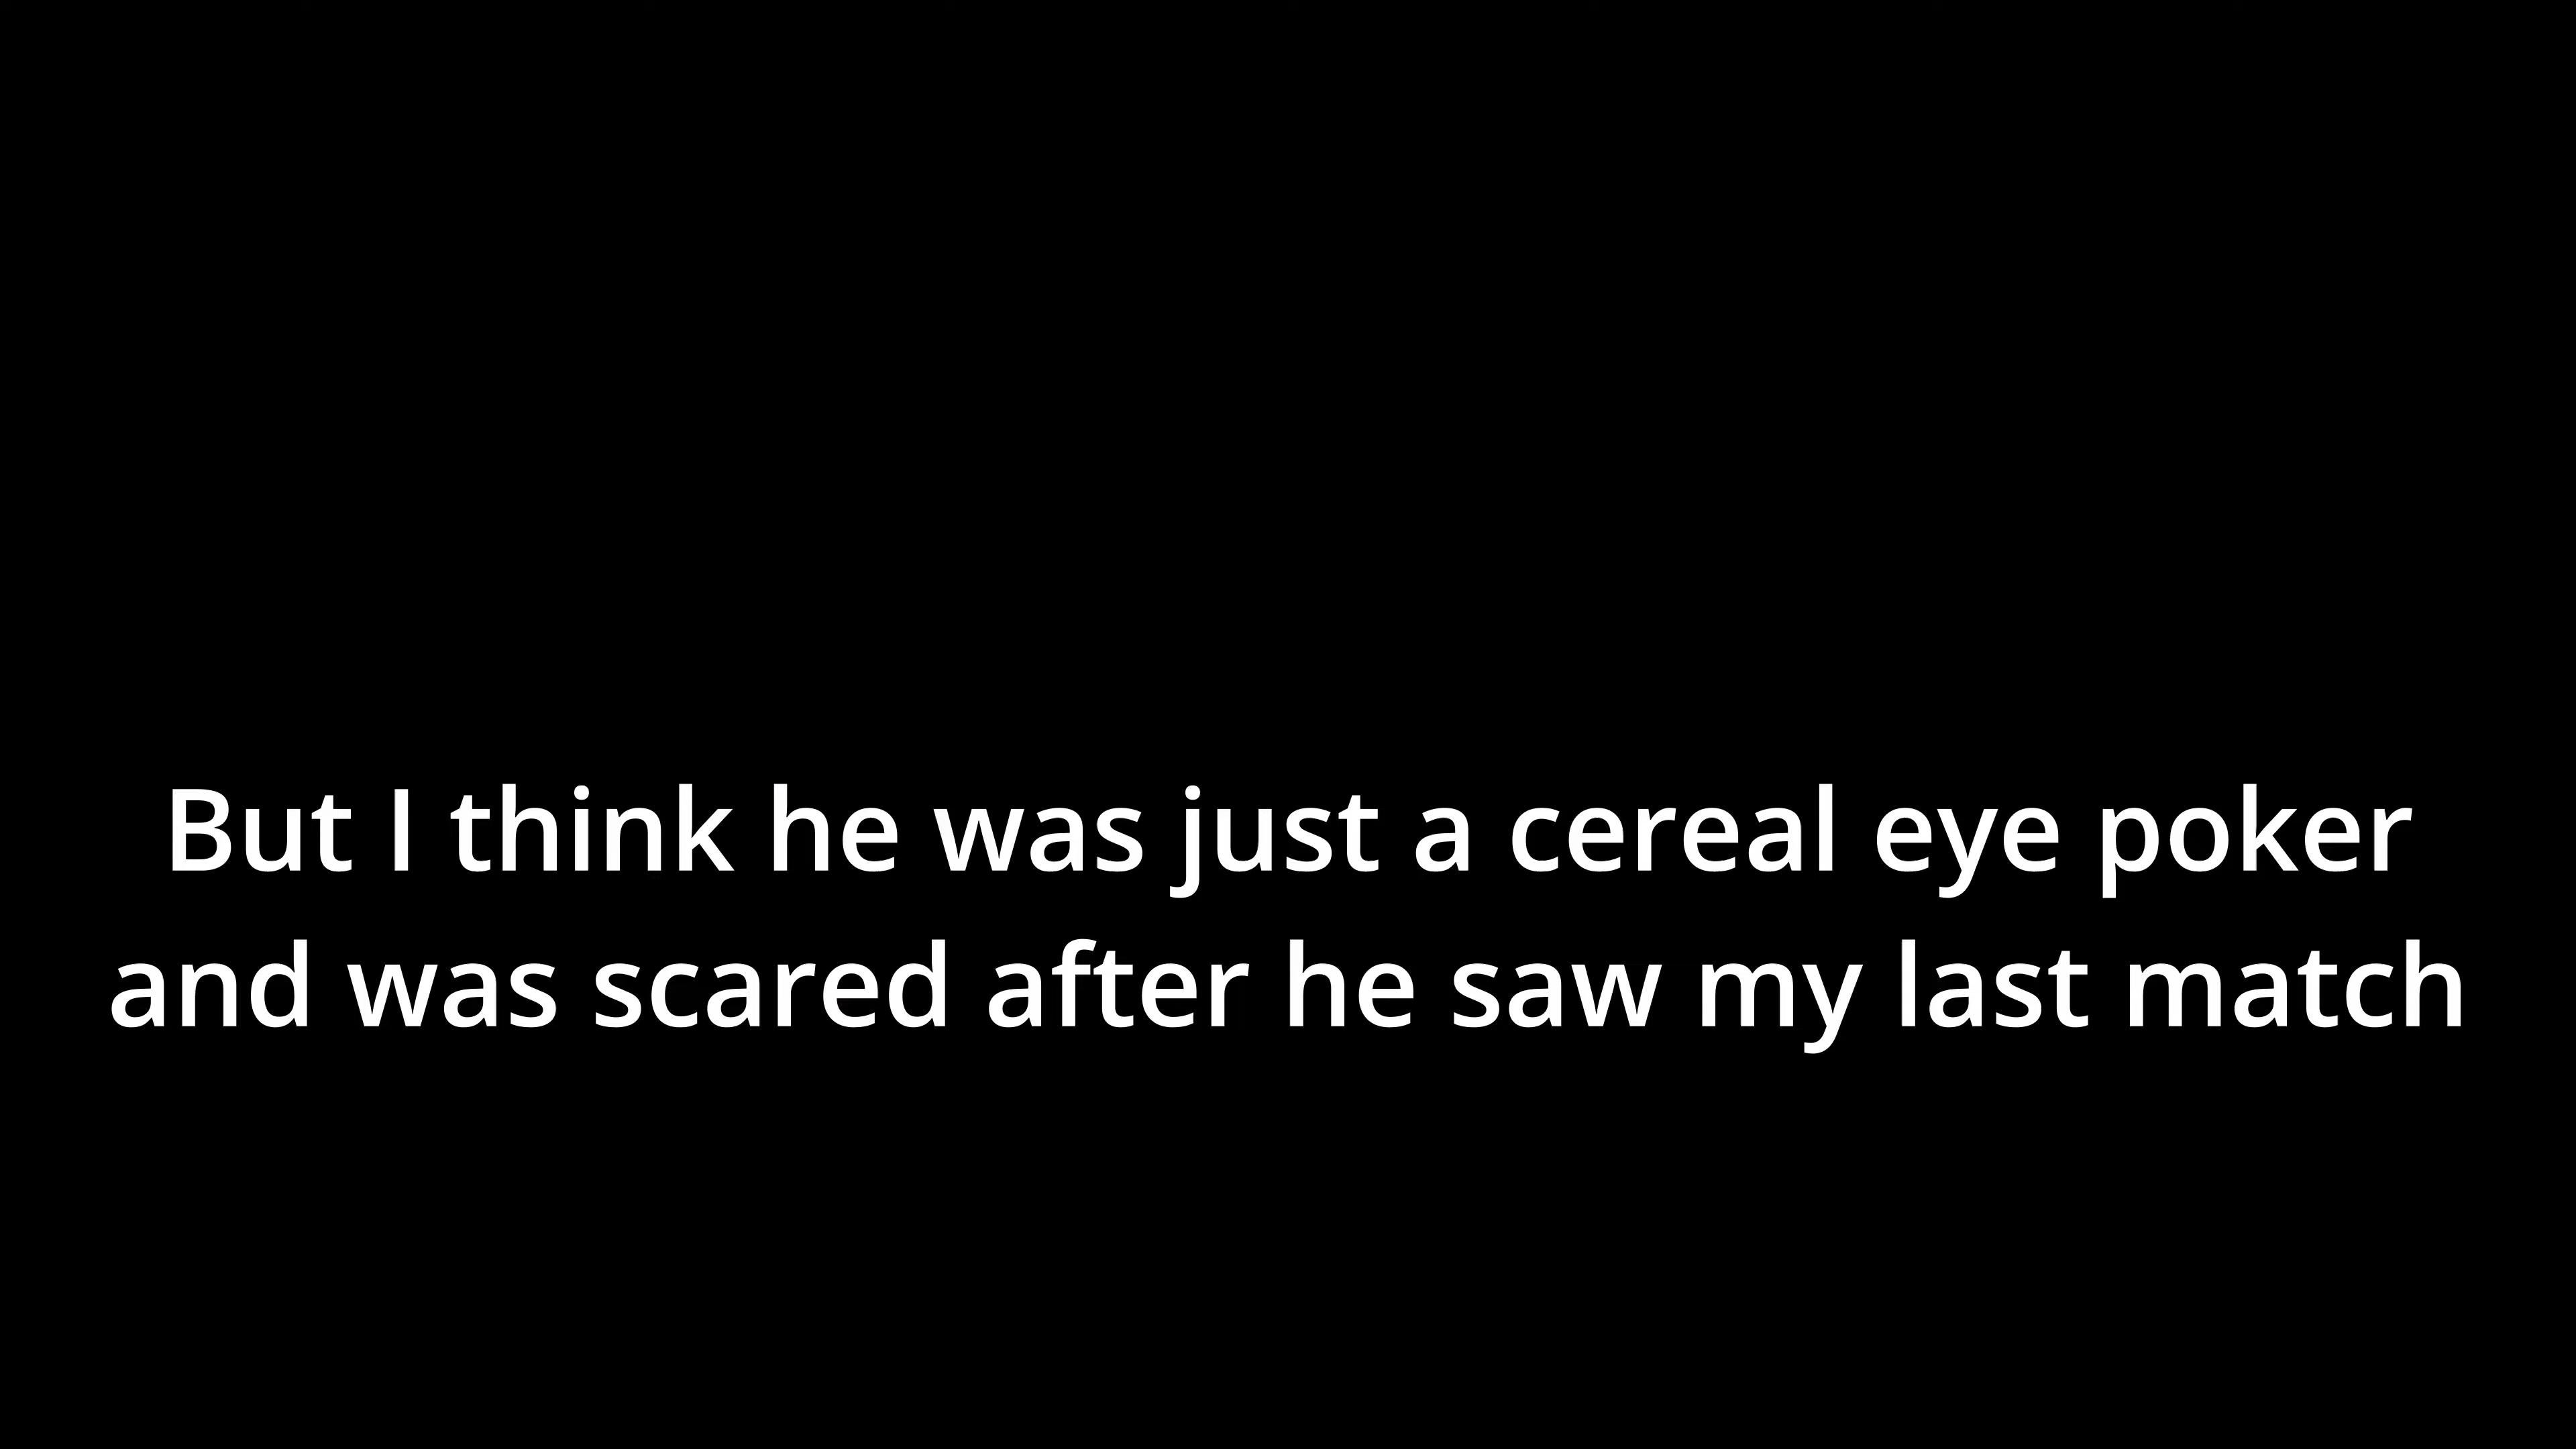 But I think he was just a cereal eye poker
and was scared after he saw my last match